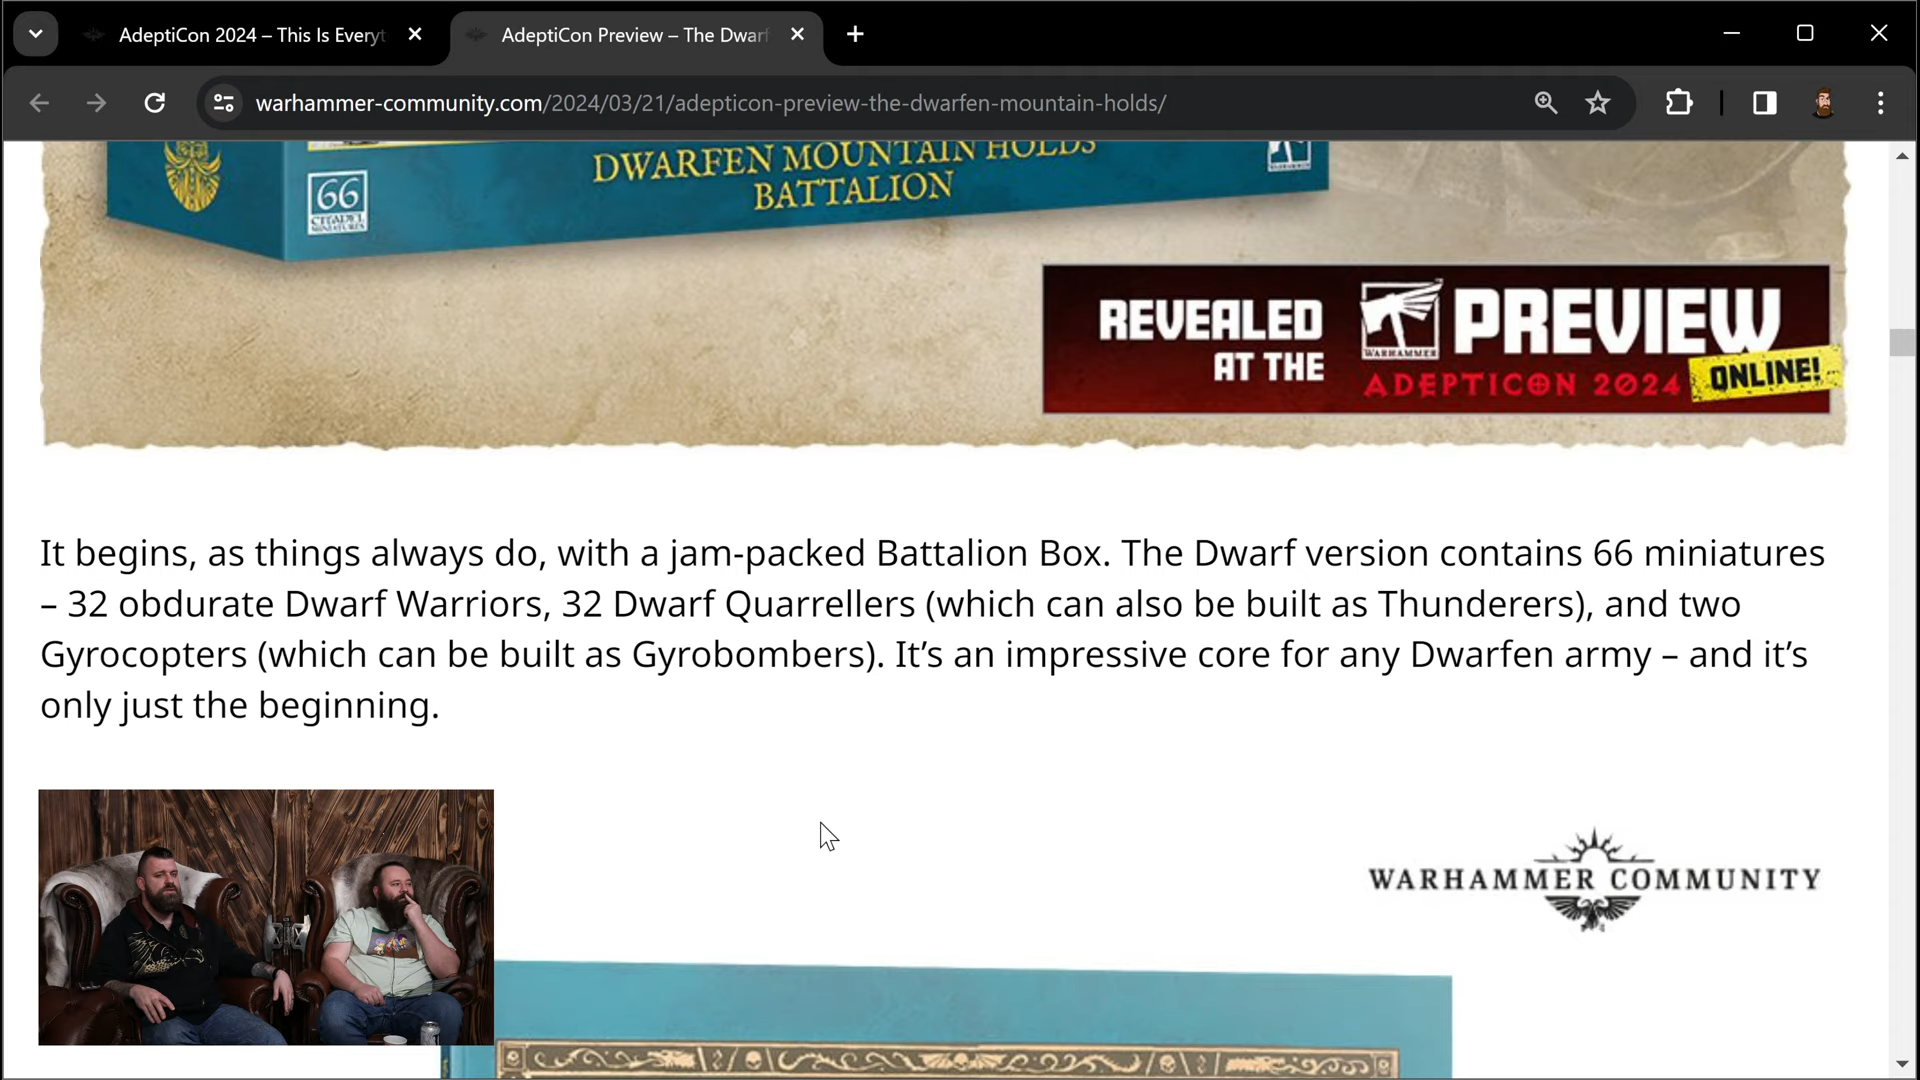 AdeptiCon 2024 – This Is Everyt
AdeptiCon Preview – The Dwarf
warhammer-community.com/2024/03/21/adepticon-preview-the-dwarfen-mountain-holds/
DWARFEN MOUNTAIN HOLDS
BATTALION
66
CITADEL
MINIATURES
REVEALED
AT THE
WARHAMMER
PREVIEW
ADEPTICON 2024
ONLINE!
It begins, as things always do, with a jam-packed Battalion Box. The Dwarf version contains 66 miniatures
– 32 obdurate Dwarf Warriors, 32 Dwarf Quarrellers (which can also be built as Thunderers), and two
Gyrocopters (which can be built as Gyrobombers). It’s an impressive core for any Dwarfen army – and it’s
only just the beginning.
WARHAMMER COMMUNITY